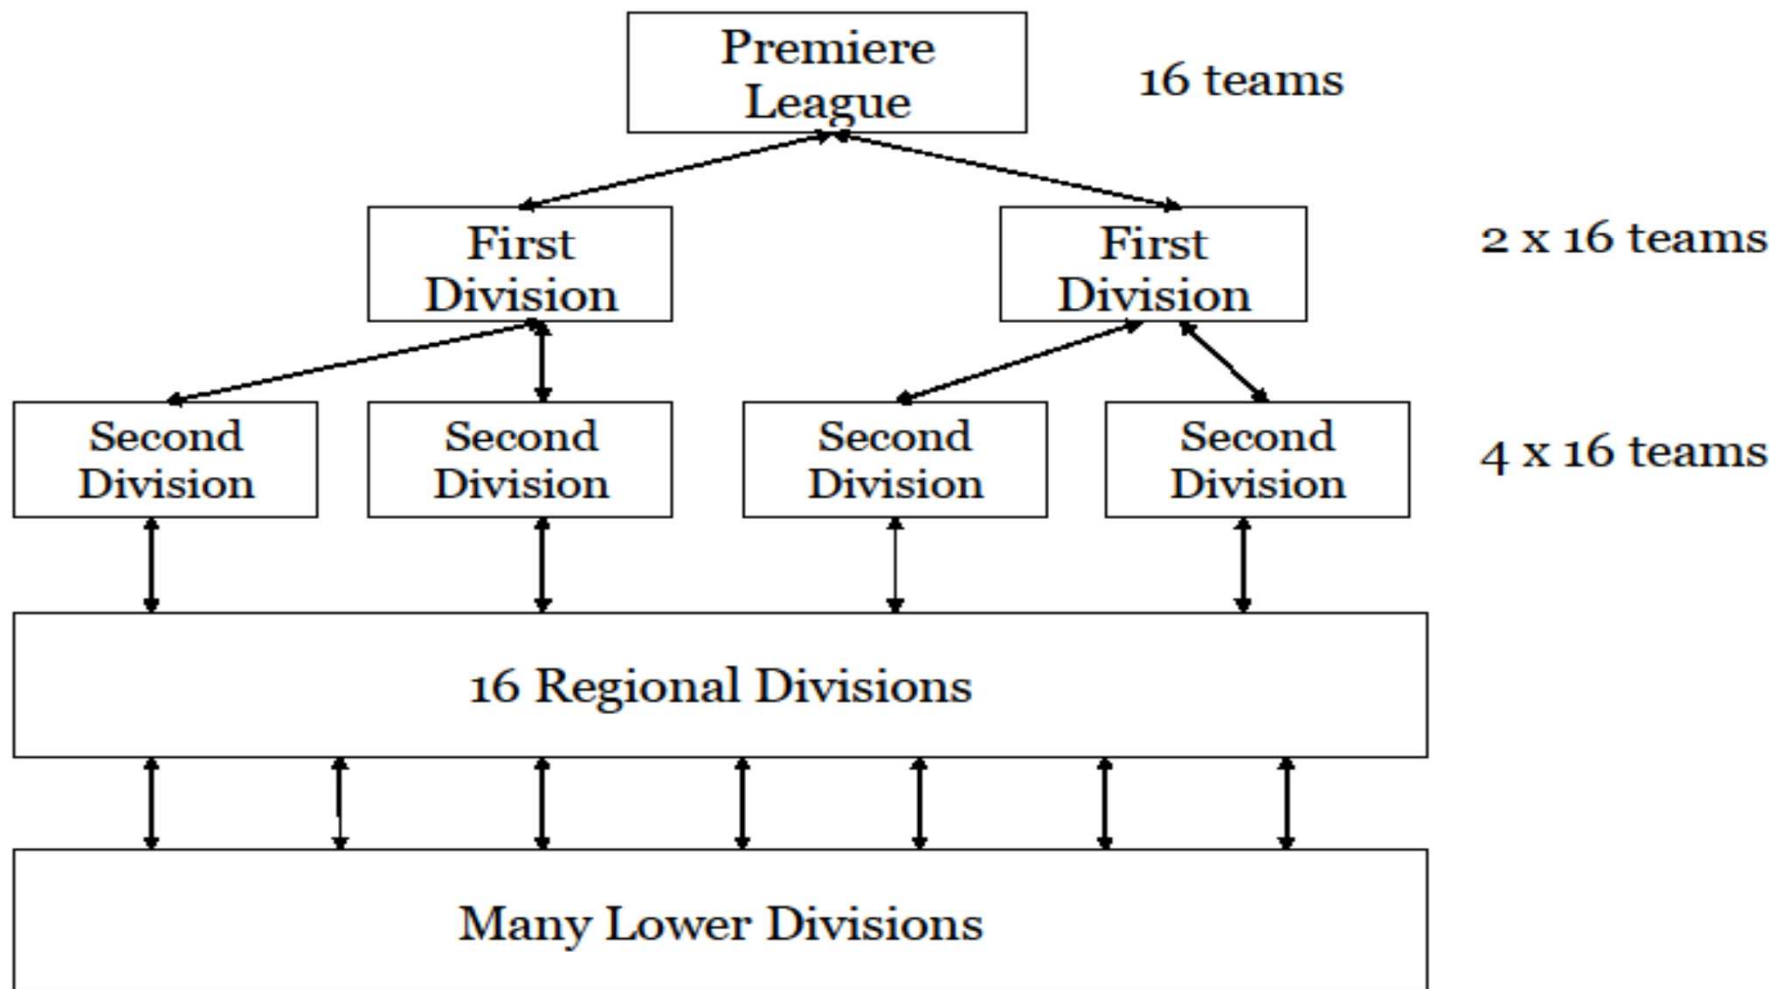 Premiere
League
16 teams
First
Division
First
Division
2 x 16 teams
Second
Division
Second
Division
Second
Division
Second
Division
4 x 16 teams
16 Regional Divisions
Many Lower Divisions